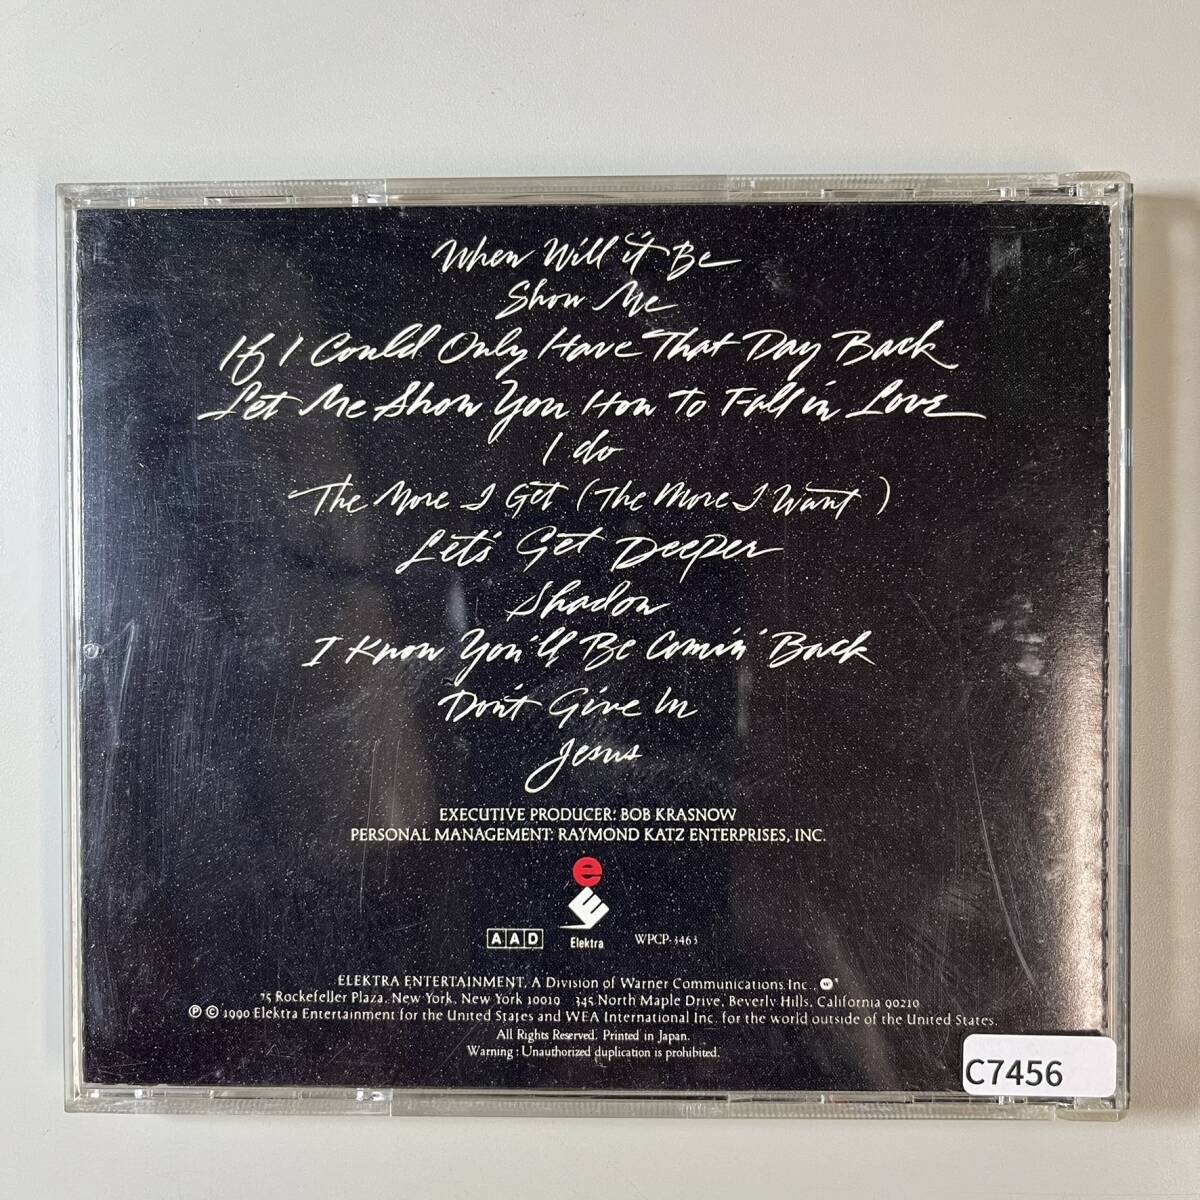 When Will it Be
Show Me
If I Could Only Have That Day Back
Let Me Show You How To Fall in Love
I do
The More I Get (The More I Want)
Let's Get Deeper
Shadow
I Know You'll Be Comin' Back
Don't Give In
Jesus
EXECUTIVE PRODUCER: BOB KRASNOW
PERSONAL MANAGEMENT: RAYMOND KATZ ENTERPRISES, INC.
e
E
AAD Elektra WPCP-3463
ELEKTRA ENTERTAINMENT, A Division of Warner Communications Inc., W ®
75 Rockefeller Plaza, New York, New York 10019 345 North Maple Drive, Beverly Hills, California 90210
℗ © 1990 Elektra Entertainment for the United States and WEA International Inc. for the world outside of the United States.
All Rights Reserved. Printed in Japan.
Warning : Unauthorized duplication is prohibited.
C7456